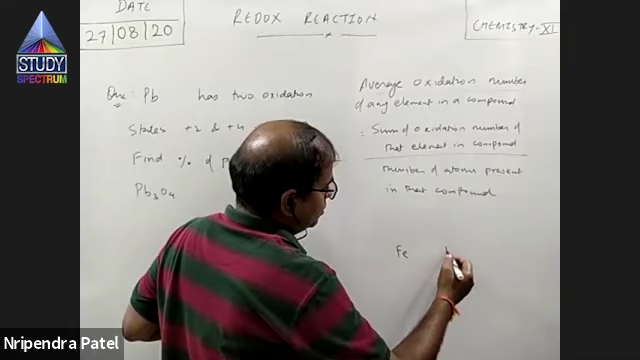 DATE
27/08/20
REDOX REACTION
CHEMISTRY-XI
STUDY
SPECTRUM
Que: Pb has two oxidation
States +2 & +4
Find % of
Pb₃O₄
Average oxidation number
of any element in a compound
= Sum of oxidation number of
that element in compound
number of atoms present
in that compound
Fe
Nripendra Patel